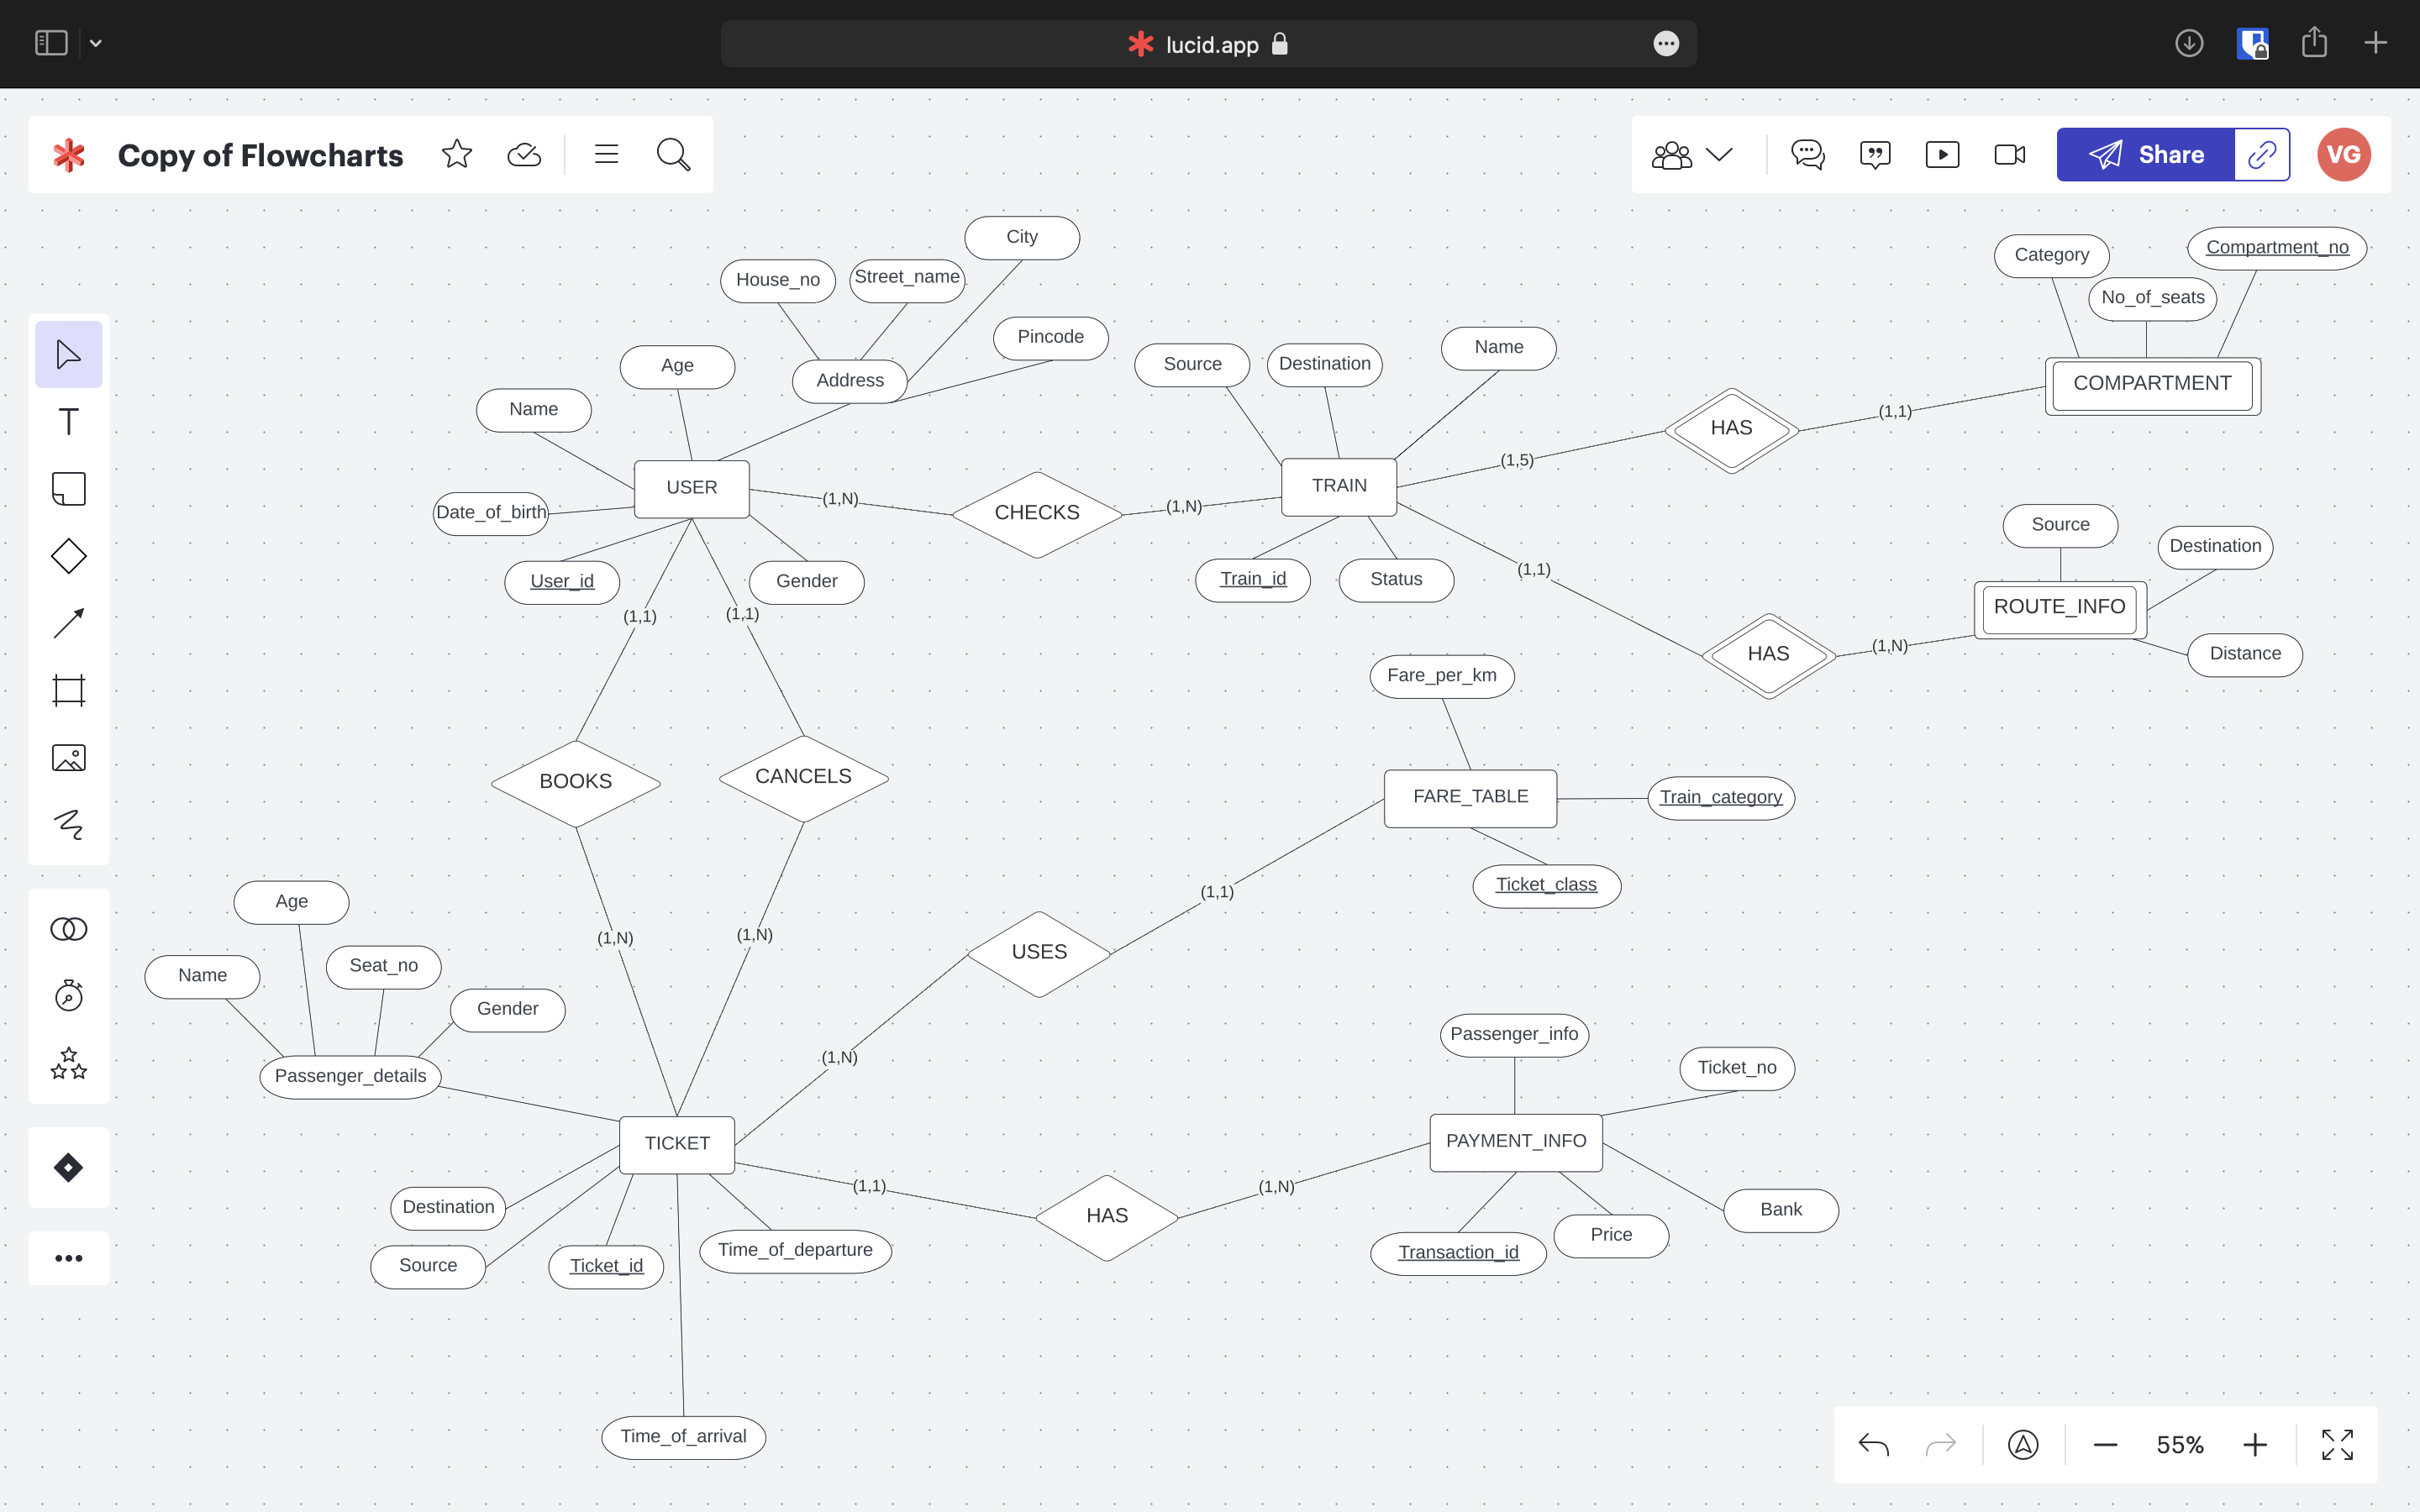 lucid.app
Copy of Flowcharts
Share
VG
City
House_no
Street_name
Category
Compartment_no
No_of_seats
Pincode
Age
Address
Source
Destination
Name
COMPARTMENT
Name
HAS
(1,1)
(1,5)
USER
TRAIN
(1,N)
CHECKS
(1,N)
Date_of_birth
Source
Destination
User_id
Gender
Train_id
Status
(1,1)
ROUTE_INFO
(1,1)
(1,1)
HAS
(1,N)
Distance
Fare_per_km
BOOKS
CANCELS
FARE_TABLE
Train_category
Ticket_class
(1,1)
Age
(1,N)
(1,N)
USES
Name
Seat_no
Gender
Passenger_info
(1,N)
Passenger_details
Ticket_no
TICKET
PAYMENT_INFO
(1,1)
(1,N)
HAS
Destination
Bank
Time_of_departure
Price
Source
Ticket_id
Transaction_id
Time_of_arrival
55%